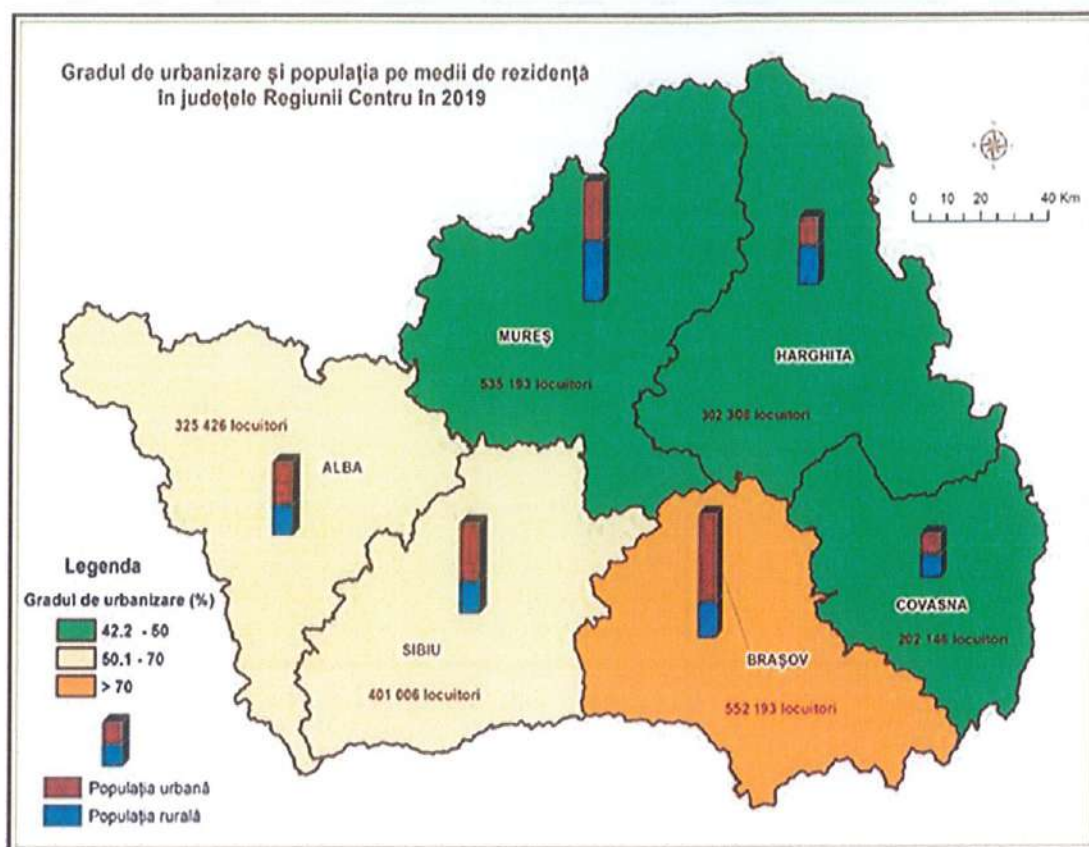 Gradul de urbanizare și populația pe medii de rezidență
în județele Regiunii Centru în 2019
0 10 20 40 Km
MUREȘ
535 193 locuitori
HARGHITA
302 308 locuitori
325 426 locuitori
ALBA
Legenda
Gradul de urbanizare (%)
42.2 - 50
50.1 - 70
> 70
SIBIU
401 006 locuitori
BRAȘOV
552 193 locuitori
COVASNA
202 146 locuitori
Populația urbană
Populația rurală